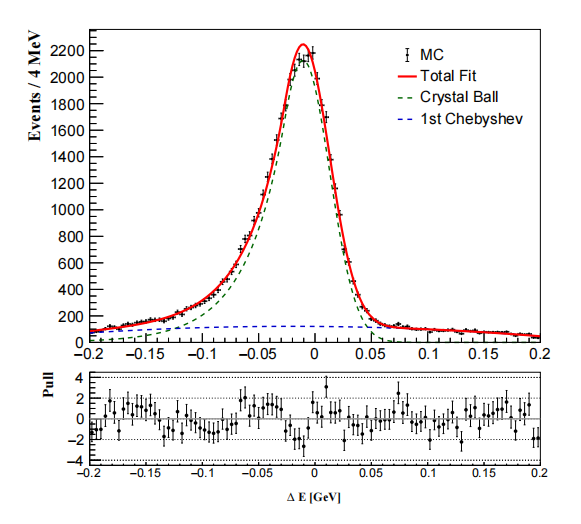 Events / 4 MeV
2200
2000
1800
1600
1400
1200
1000
800
600
400
200
0
MC
Total Fit
Crystal Ball
1st Chebyshev
−0.2 −0.15 −0.1 −0.05 0 0.05 0.1 0.15 0.2
Pull
4
2
0
−2
−4
−0.2 −0.15 −0.1 −0.05 0 0.05 0.1 0.15 0.2
Δ E [GeV]